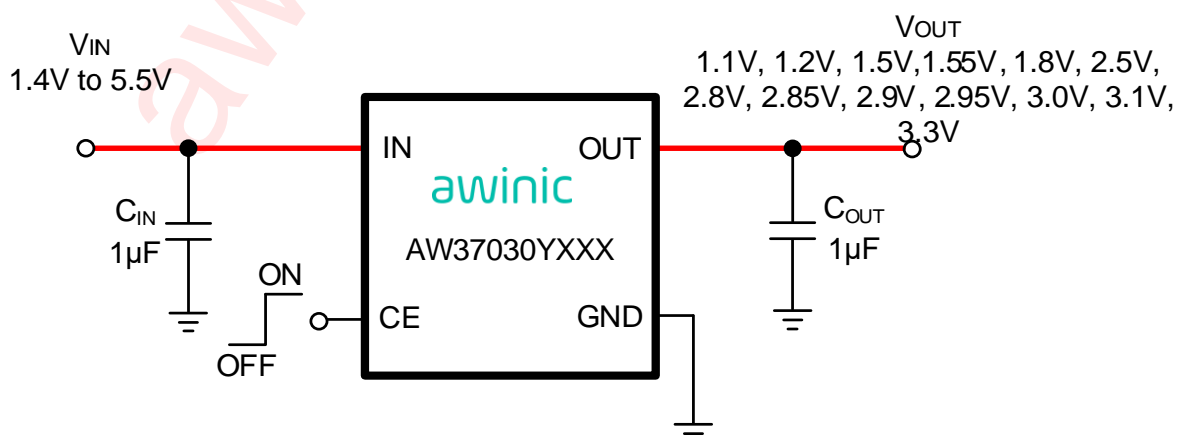 aw
VIN
1.4V to 5.5V
VOUT
1.1V, 1.2V, 1.5V,1.55V, 1.8V, 2.5V,
2.8V, 2.85V, 2.9V, 2.95V, 3.0V, 3.1V,
3.3V
IN
OUT
awinic
CIN
1µF
AW37030YXXX
COUT
1µF
ON
CE
GND
OFF